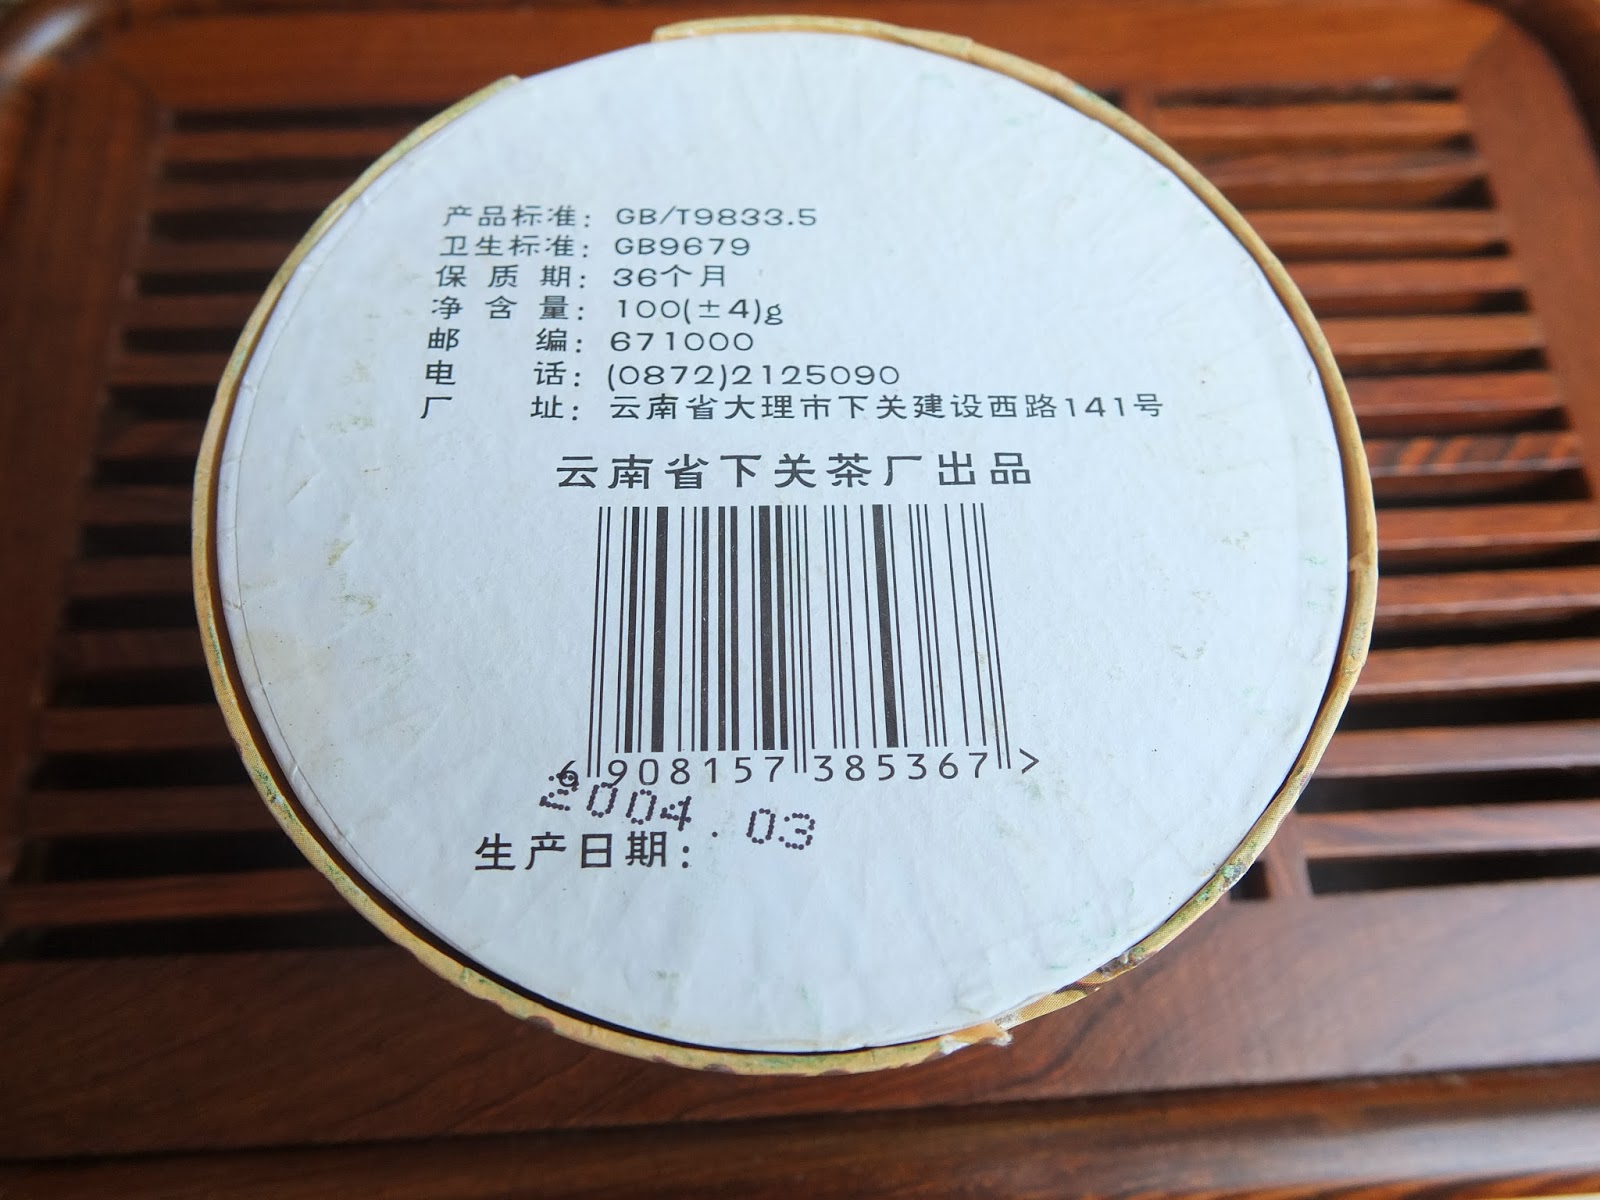 产品标准：GB/T9833.5
卫生标准：GB9679
保 质 期：36个月
净 含 量：100(±4)g
邮 编：671000
电 话：(0872)2125090
厂 址：云南省大理市下关建设西路141号
云南省下关茶厂出品
6 908157 385367 >
2004.03
生产日期：